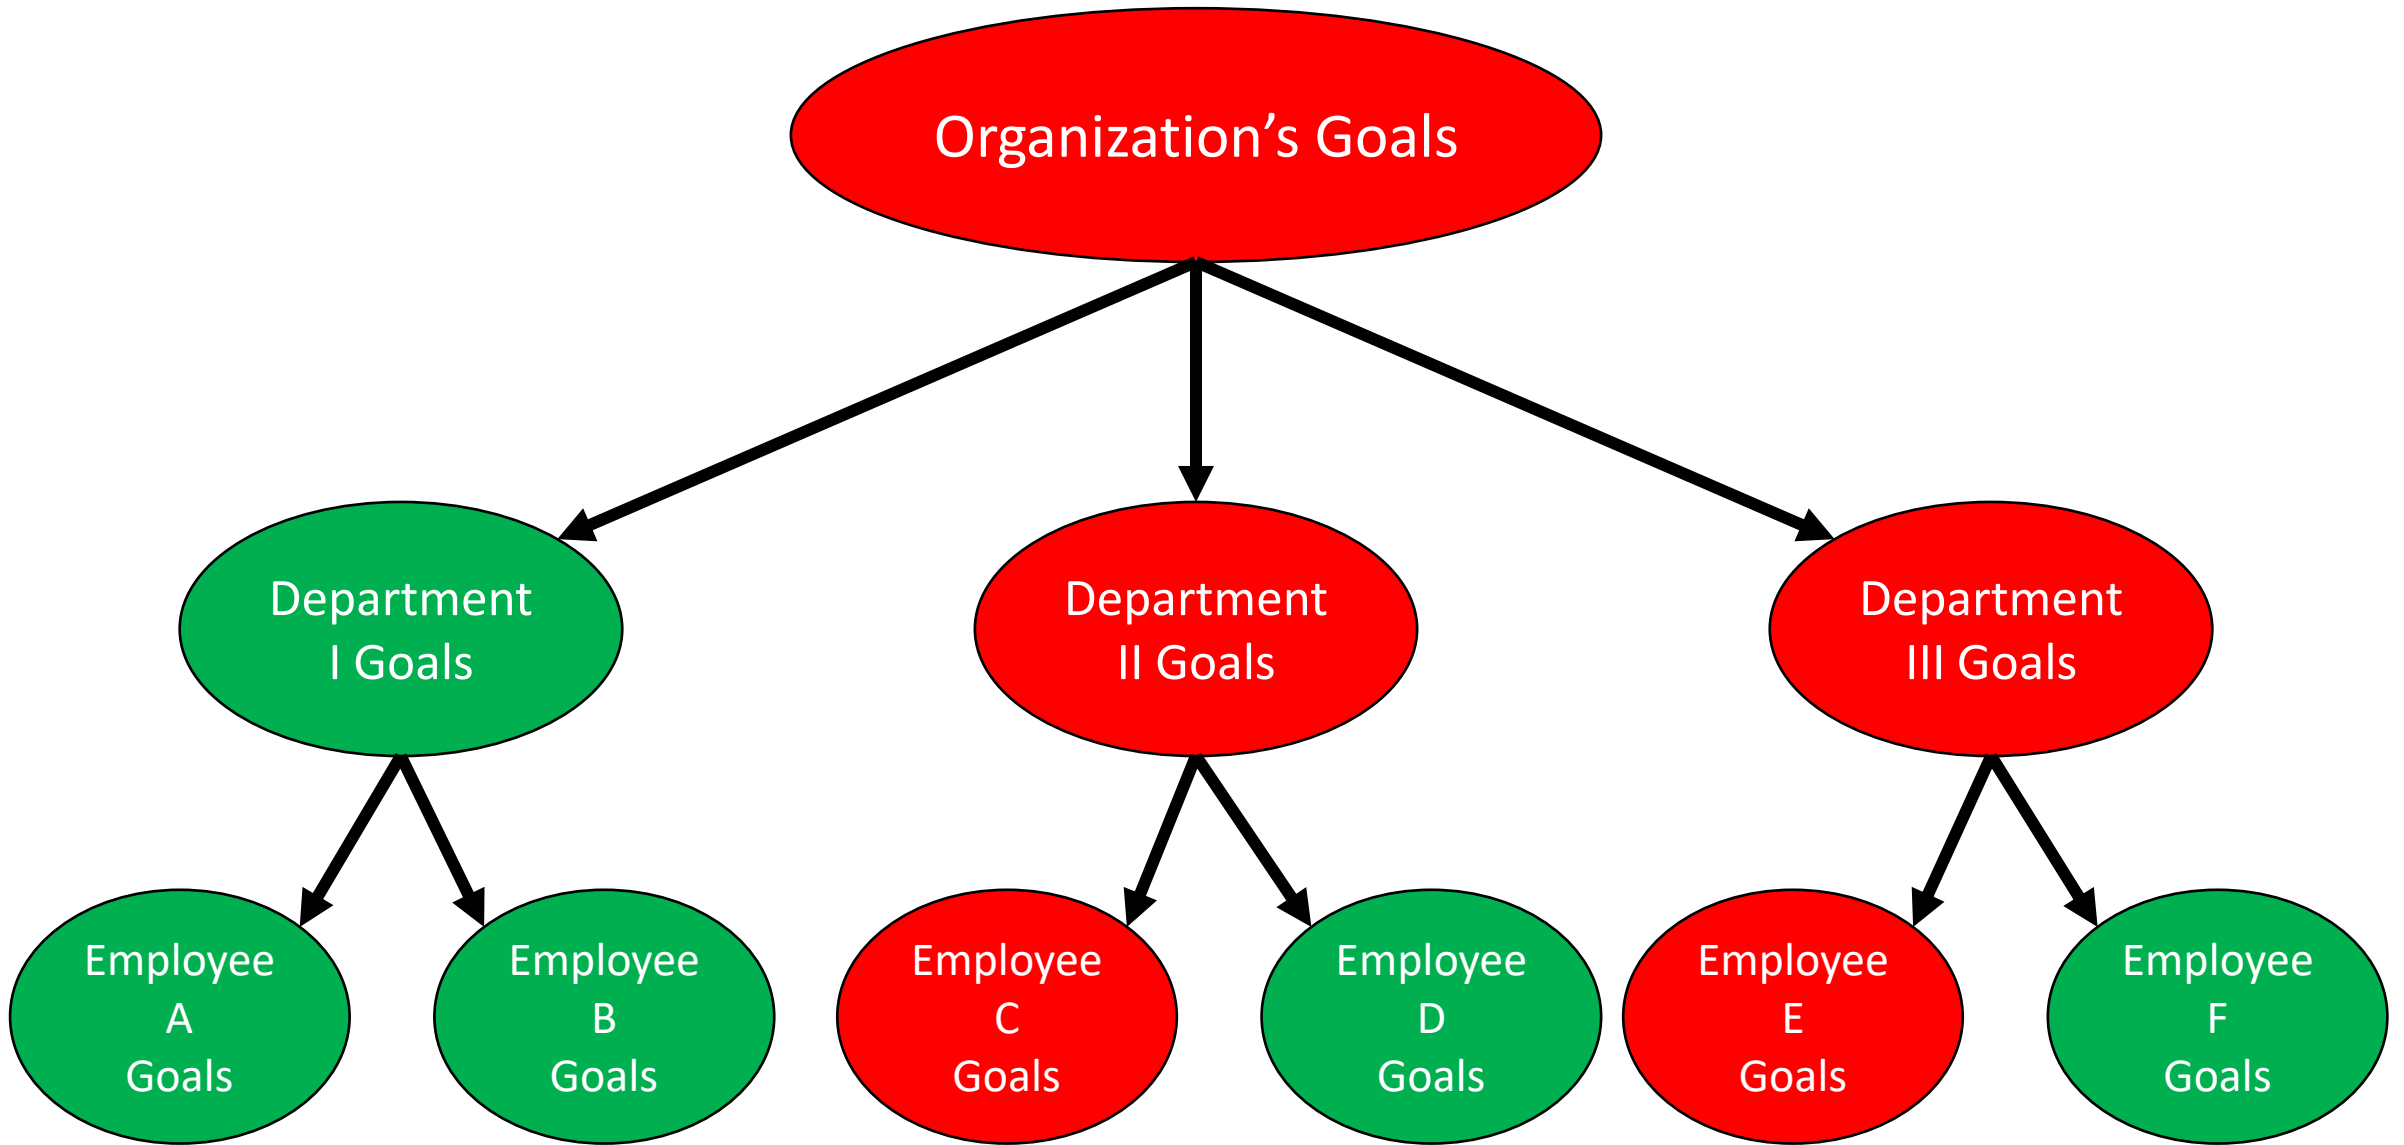 Organization’s Goals
Department
I Goals
Department
II Goals
Department
III Goals
Employee
A
Goals
Employee
B
Goals
Employee
C
Goals
Employee
D
Goals
Employee
E
Goals
Employee
F
Goals